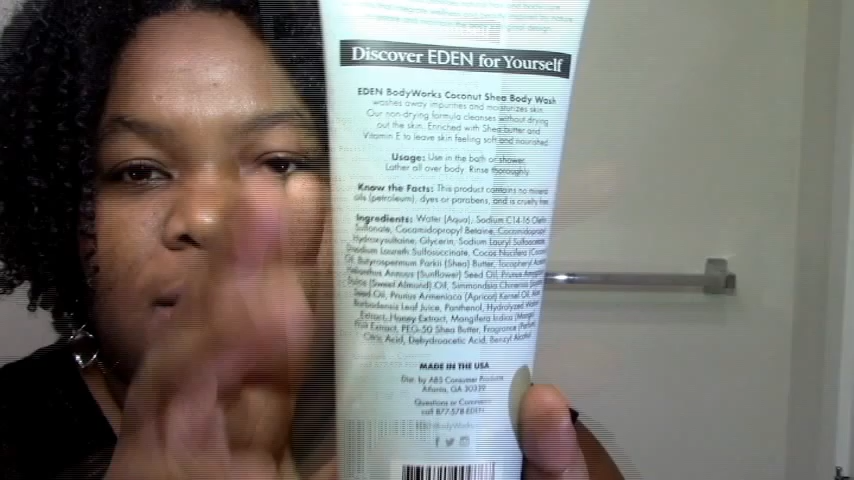 Discover EDEN for Yourself
EDEN BodyWorks Coconut Shea Body Wash
washes away impurities and moisturizes skin.
Our non-drying formula cleanses without drying
out the skin. Enriched with Shea butter and
Vitamin E to leave skin feeling soft and nourished.
Usage: Use in the bath or shower.
Lather all over body. Rinse thoroughly.
Know the Facts: This product contains no mineral
oils (petroleum), dyes or parabens, and is cruelty free.
Ingredients: Water (Aqua), Sodium C14-16 Olefin
Sulfonate, Cocamidopropyl Betaine, Cocamidopropyl
Hydroxysultaine, Glycerin, Sodium Lauryl Sulfoacetate,
Disodium Laureth Sulfosuccinate, Cocos Nucifera (Coconut)
Oil, Butyrospermum Parkii (Shea) Butter, Tocopheryl Acetate,
Helianthus Annuus (Sunflower) Seed Oil, Prunus Amygdalus
Dulcis (Sweet Almond) Oil, Simmondsia Chinensis (Jojoba)
Seed Oil, Prunus Armeniaca (Apricot) Kernel Oil, Aloe
Barbadensis Leaf Juice, Panthenol, Hydrolyzed Wheat
Extract, Honey Extract, Mangifera Indica (Mango)
Fruit Extract, PEG-50 Shea Butter, Fragrance (Parfum),
Citric Acid, Dehydroacetic Acid, Benzyl Alcohol
MADE IN THE USA
Dist. by ABS Consumer Products
Atlanta, GA 30339
Questions or Comments
call 877-578-EDEN